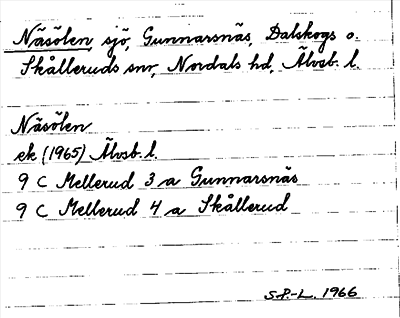 Näsölen, sjö, Gunnarsnäs, Dalskogs o.
Skålleruds snr, Nordals hd, Älvsb. l.
Näsölen
ek (1965) Älvsb. l.
9 C Mellerud 3 a Gunnarsnäs
9 C Mellerud 4 a Skållerud
S.P.-L. 1966